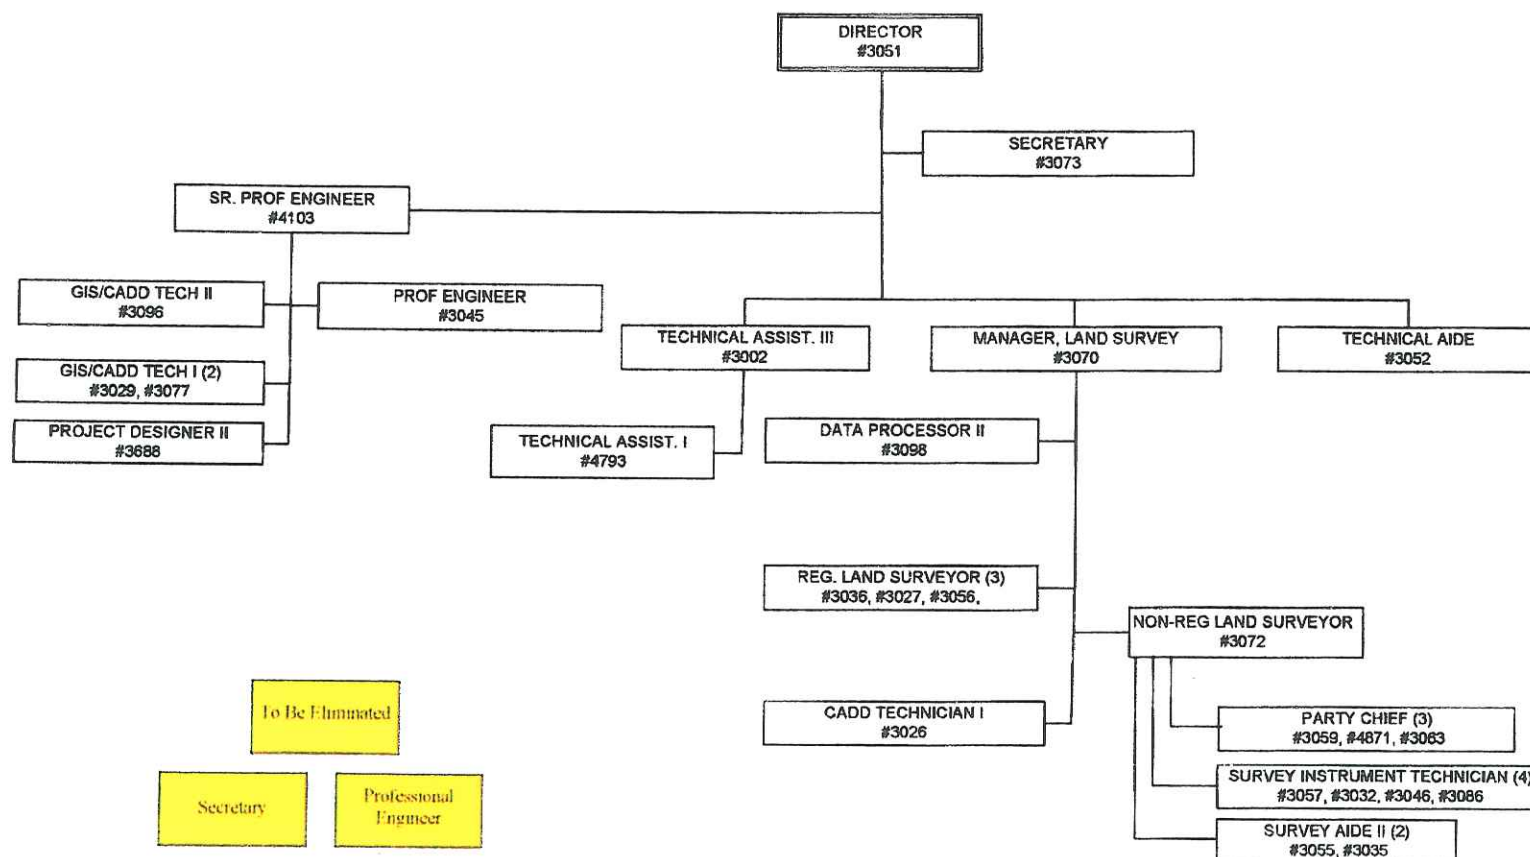 DIRECTOR
#3051
SECRETARY
#3073
SR. PROF ENGINEER
#4103
GIS/CADD TECH II
#3096
PROF ENGINEER
#3045
TECHNICAL ASSIST. III
#3002
MANAGER, LAND SURVEY
#3070
TECHNICAL AIDE
#3052
GIS/CADD TECH I (2)
#3029, #3077
PROJECT DESIGNER II
#3688
TECHNICAL ASSIST. I
#4793
DATA PROCESSOR II
#3098
REG. LAND SURVEYOR (3)
#3036, #3027, #3056,
NON-REG LAND SURVEYOR
#3072
CADD TECHNICIAN I
#3026
PARTY CHIEF (3)
#3059, #4871, #3063
SURVEY INSTRUMENT TECHNICIAN (4)
#3057, #3032, #3046, #3086
SURVEY AIDE II (2)
#3055, #3035
To Be Eliminated
Secretary
Professional
Engineer